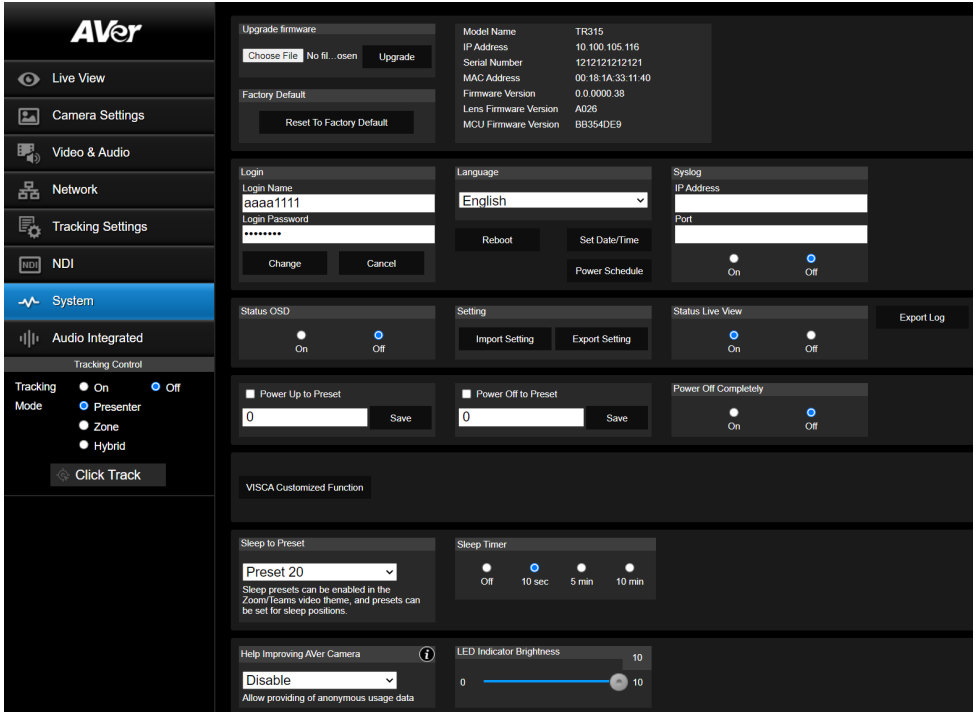 AVer
Live View
Camera Settings
Video & Audio
Network
Tracking Settings
NDI NDI
System
Audio Integrated
Tracking Control
Tracking On Off
Mode Presenter
Zone
Hybrid
Click Track
Upgrade firmware
Choose File No fil...osen Upgrade
Factory Default
Reset To Factory Default
Model Name TR315
IP Address 10.100.105.116
Serial Number 1212121212121
MAC Address 00:18:1A:33:11:40
Firmware Version 0.0.0000.38
Lens Firmware Version A026
MCU Firmware Version BB354DE9
Login
Login Name
aaaa1111
Login Password
••••••••
Change Cancel
Language
English
Reboot Set Date/Time
Power Schedule
Syslog
IP Address
Port
On Off
Status OSD
On Off
Setting
Import Setting Export Setting
Status Live View
On Off
Export Log
Power Up to Preset
0 Save
Power Off to Preset
0 Save
Power Off Completely
On Off
VISCA Customized Function
Sleep to Preset
Preset 20
Sleep presets can be enabled in the
Zoom/Teams video theme, and presets can
be set for sleep positions.
Sleep Timer
Off 10 sec 5 min 10 min
Help Improving AVer Camera i
Disable
Allow providing of anonymous usage data
LED Indicator Brightness
10
0 10